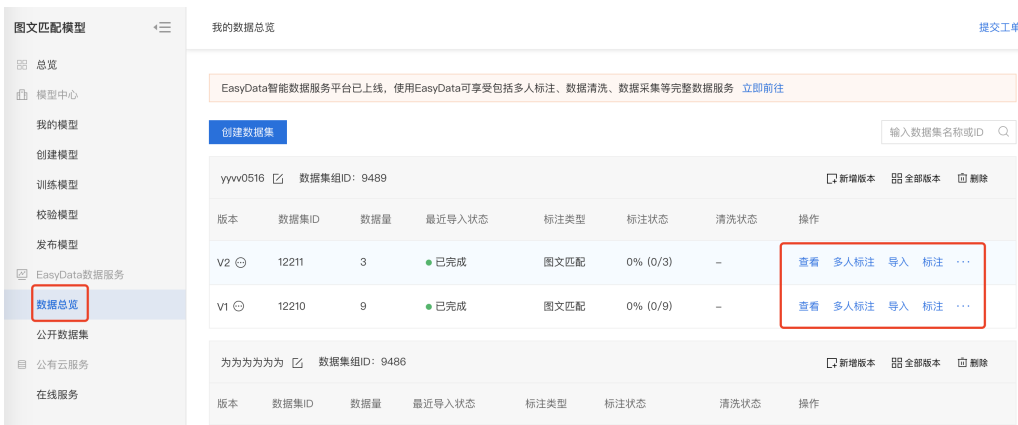 图文匹配模型
我的数据总览
提交工单
总览
模型中心
我的模型
创建模型
训练模型
校验模型
发布模型
EasyData数据服务
数据总览
公开数据集
公有云服务
在线服务
EasyData智能数据服务平台已上线，使用EasyData可享受包括多人标注、数据清洗、数据采集等完整数据服务 立即前往
创建数据集
输入数据集名称或ID
yyvv0516 数据集组ID：9489 新增版本 全部版本 删除
版本 数据集ID 数据量 最近导入状态 标注类型 标注状态 清洗状态 操作
V2 12211 3 已完成 图文匹配 0% (0/3) – 查看 多人标注 导入 标注 ···
V1 12210 9 已完成 图文匹配 0% (0/9) – 查看 多人标注 导入 标注 ···
为为为为为为 数据集组ID：9486 新增版本 全部版本 删除
版本 数据集ID 数据量 最近导入状态 标注类型 标注状态 清洗状态 操作